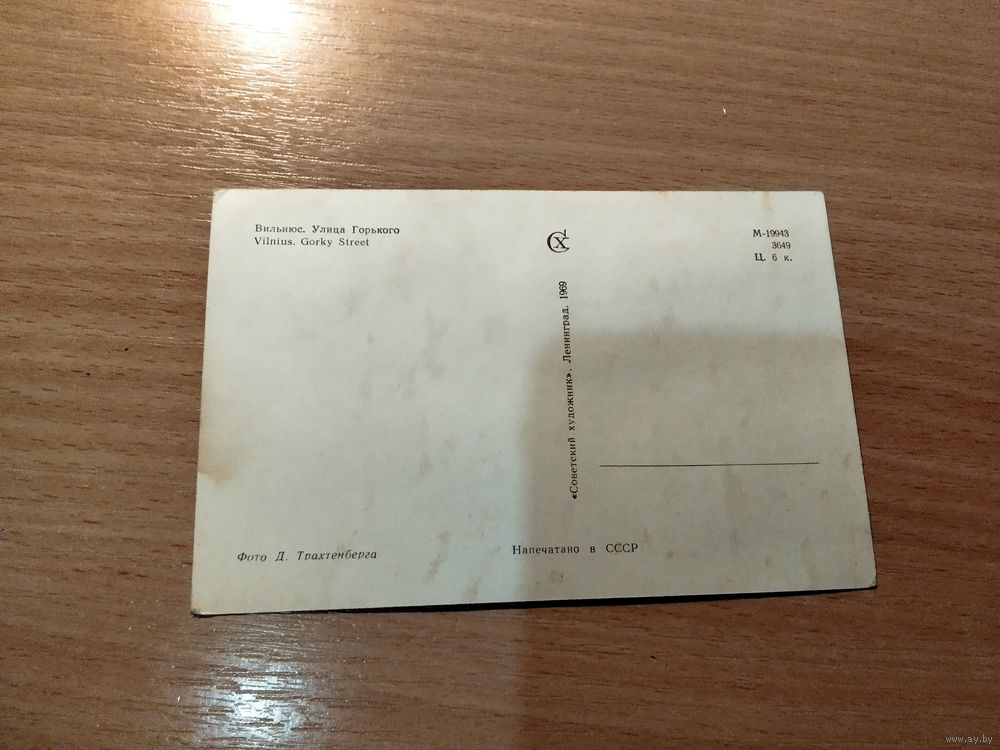 Вильнюс. Улица Горького
Vilnius. Gorky Street
СХ
М-19943
3649
Ц. 6 к.
«Советский художник». Ленинград. 1969
Фото Д. Трахтенберга
Напечатано в СССР
www.ay.by